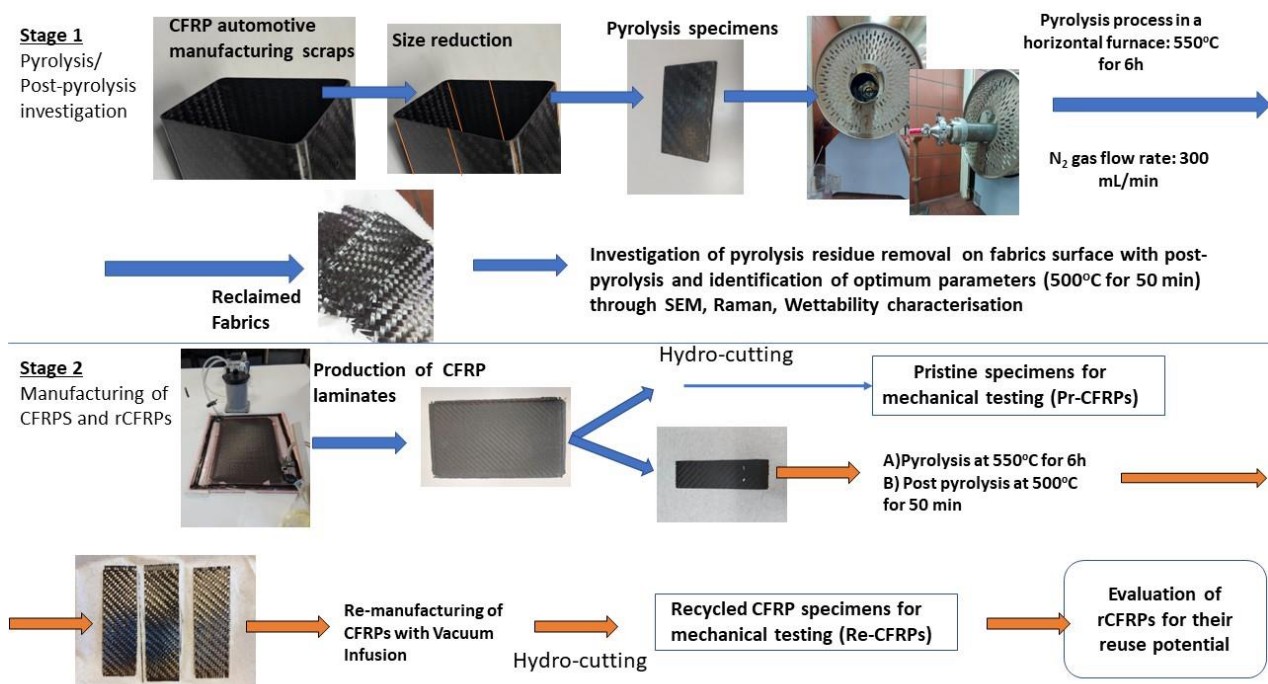 Stage 1
Pyrolysis/
Post-pyrolysis
investigation
CFRP automotive
manufacturing scraps
Size reduction
Pyrolysis specimens
Pyrolysis process in a
horizontal furnace: 550°C
for 6h
N₂ gas flow rate: 300
mL/min
Reclaimed
Fabrics
Investigation of pyrolysis residue removal on fabrics surface with post-
pyrolysis and identification of optimum parameters (500°C for 50 min)
through SEM, Raman, Wettability characterisation
Stage 2
Manufacturing of
CFRPS and rCFRPs
Production of CFRP
laminates
Hydro-cutting
Pristine specimens for
mechanical testing (Pr-CFRPs)
A)Pyrolysis at 550°C for 6h
B) Post pyrolysis at 500°C
for 50 min
Re-manufacturing of
CFRPs with Vacuum
Infusion
Hydro-cutting
Recycled CFRP specimens for
mechanical testing (Re-CFRPs)
Evaluation of
rCFRPs for their
reuse potential